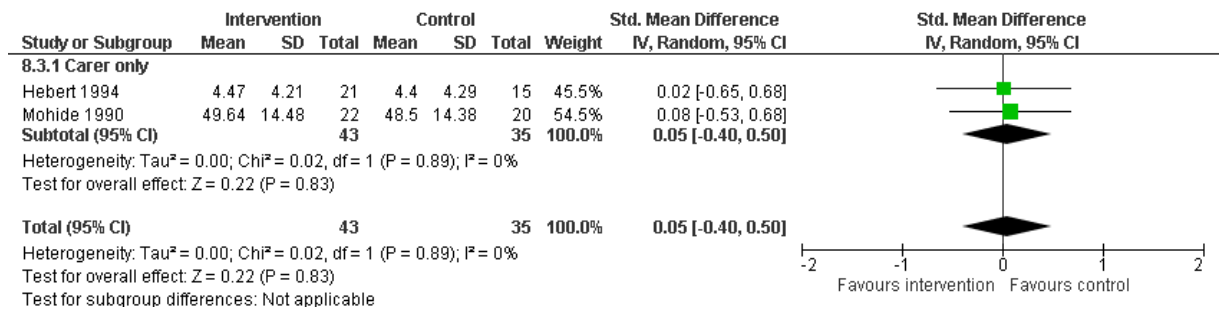 Intervention Control Std. Mean Difference Std. Mean Difference
Study or Subgroup Mean SD Total Mean SD Total Weight IV, Random, 95% CI IV, Random, 95% CI
8.3.1 Carer only
Hebert 1994 4.47 4.21 21 4.4 4.29 15 45.5% 0.02 [-0.65, 0.68]
Mohide 1990 49.64 14.48 22 48.5 14.38 20 54.5% 0.08 [-0.53, 0.68]
Subtotal (95% CI) 43 35 100.0% 0.05 [-0.40, 0.50]
Heterogeneity: Tau² = 0.00; Chi² = 0.02, df = 1 (P = 0.89); I² = 0%
Test for overall effect: Z = 0.22 (P = 0.83)
Total (95% CI) 43 35 100.0% 0.05 [-0.40, 0.50]
Heterogeneity: Tau² = 0.00; Chi² = 0.02, df = 1 (P = 0.89); I² = 0%
Test for overall effect: Z = 0.22 (P = 0.83)
Test for subgroup differences: Not applicable
-2 -1 0 1 2
Favours intervention Favours control